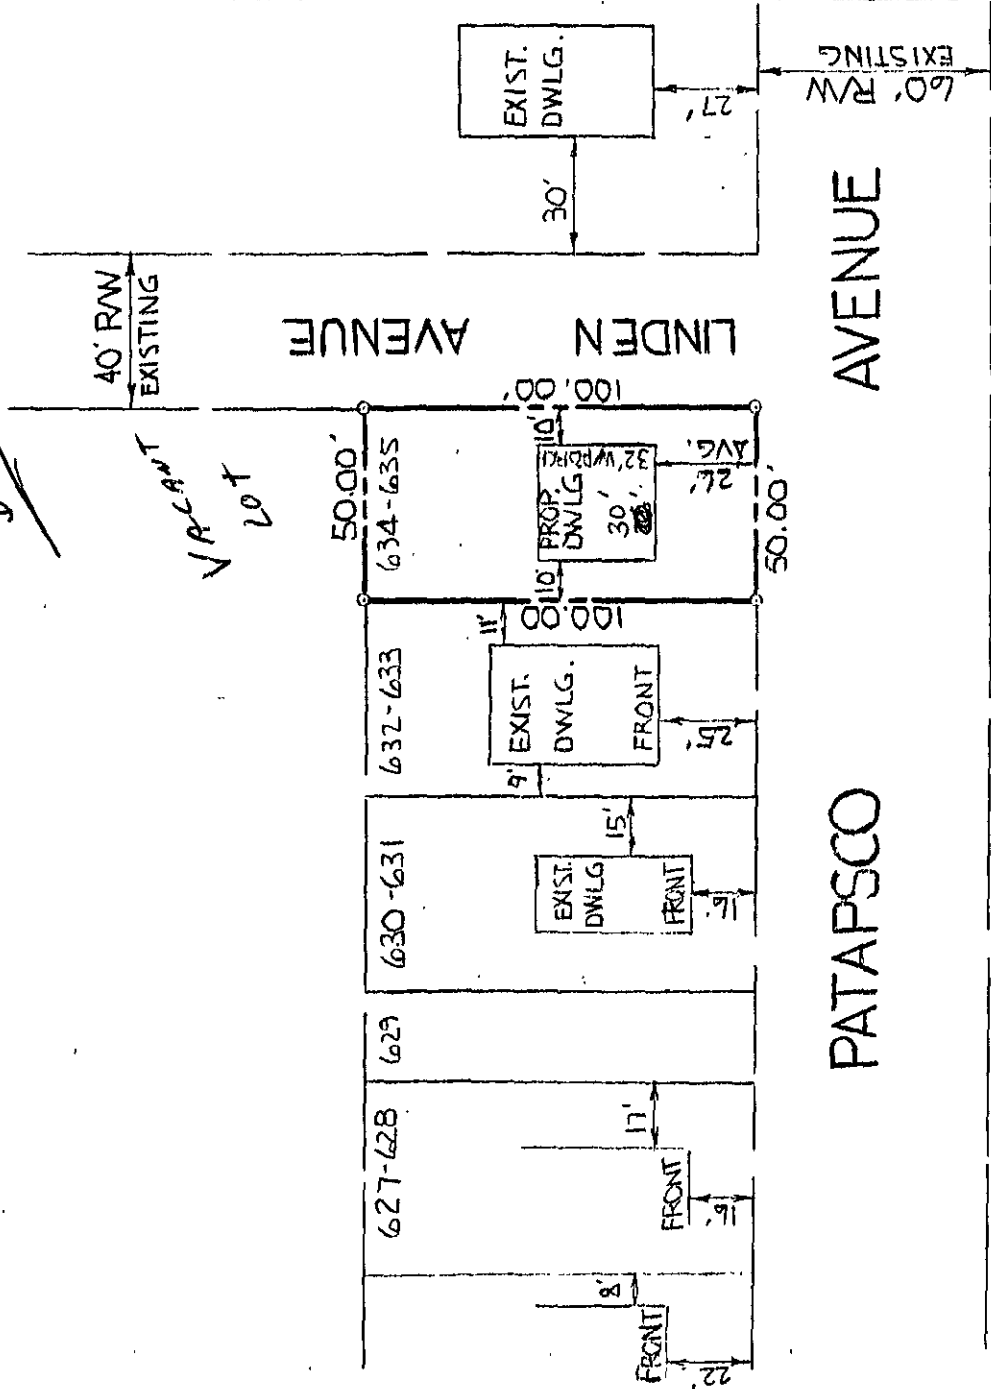 EXIST.
DWLG.
27'
60' R/W
EXISTING
30'
40' R/W
EXISTING
LINDEN AVENUE
VACANT
LOT
50.00'
634-635
100.00'
10'
PROP.
DWLG
30'
32' W/
26'
AVG.
10'
100.00
50.00'
632-633
11'
EXIST.
DWLG.
FRONT
25'
9'
630-631
15'
EXIST.
DWLG
FRONT
16'
629
627-628
17'
FRONT
16'
8'
FRONT
22'
PATAPSCO AVENUE